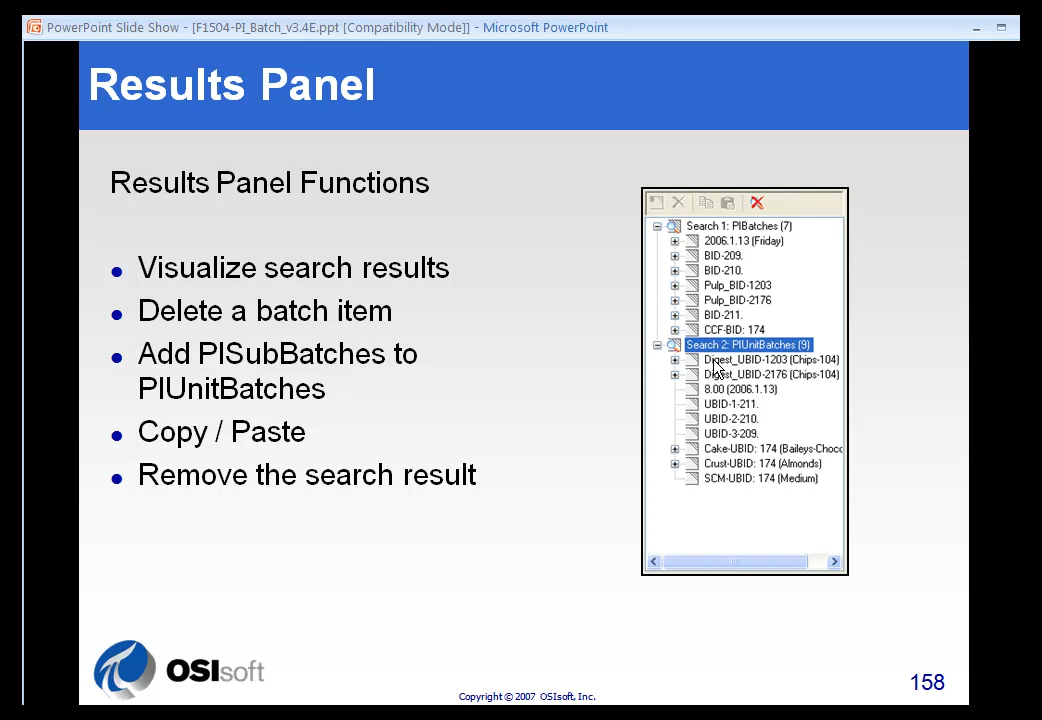 PowerPoint Slide Show - [F1504-PI_Batch_v3.4E.ppt [Compatibility Mode]] - Microsoft PowerPoint
Results Panel
Results Panel Functions
Visualize search results
Delete a batch item
Add PISubBatches to
PIUnitBatches
Copy / Paste
Remove the search result
Search 1: PIBatches (7)
2006.1.13 (Friday)
BID-209.
BID-210.
Pulp_BID-1203
Pulp_BID-2176
BID-211.
CCF-BID: 174
Search 2: PIUnitBatches (9)
Digest_UBID-1203 (Chips-104)
Digest_UBID-2176 (Chips-104)
8.00 (2006.1.13)
UBID-1-211.
UBID-2-210.
UBID-3-209.
Cake-UBID: 174 (Baileys-Choco
Crust-UBID: 174 (Almonds)
SCM-UBID: 174 (Medium)
OSIsoft
Copyright © 2007 OSIsoft, Inc.
158